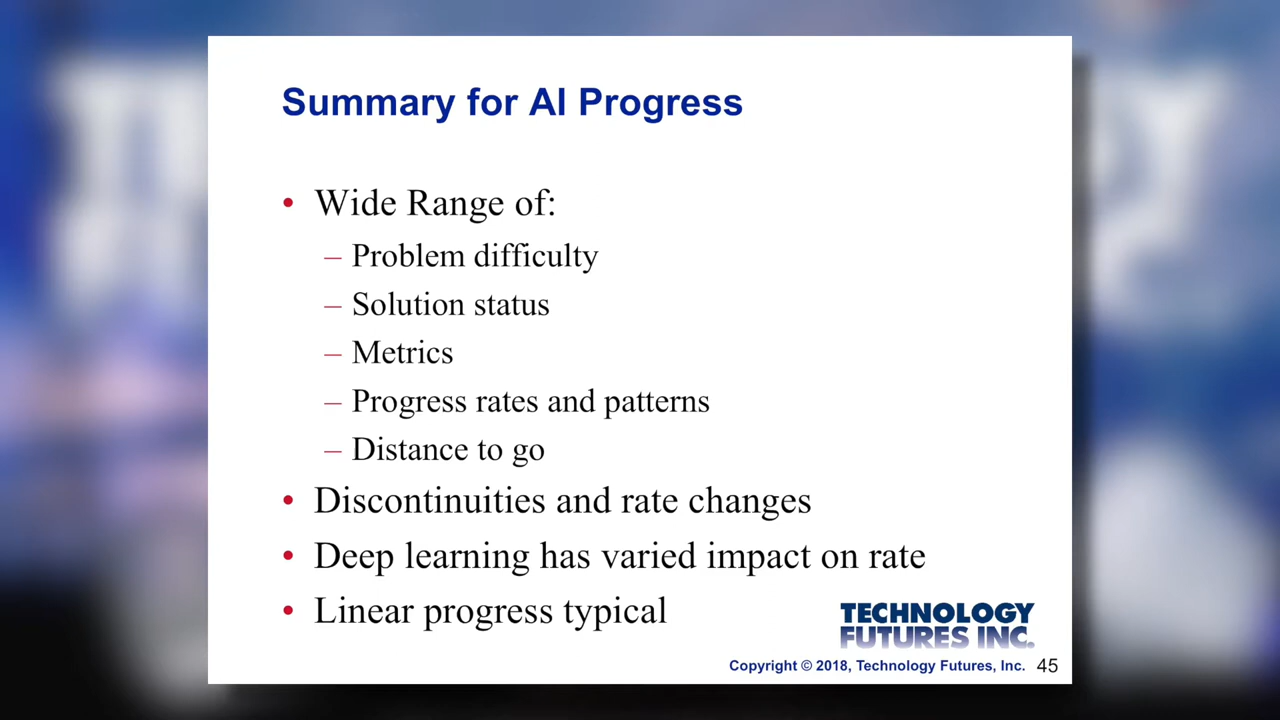 Summary for AI Progress
• Wide Range of:
– Problem difficulty
– Solution status
– Metrics
– Progress rates and patterns
– Distance to go
• Discontinuities and rate changes
• Deep learning has varied impact on rate
• Linear progress typical
TECHNOLOGY
FUTURES INC.
Copyright © 2018, Technology Futures, Inc. 45